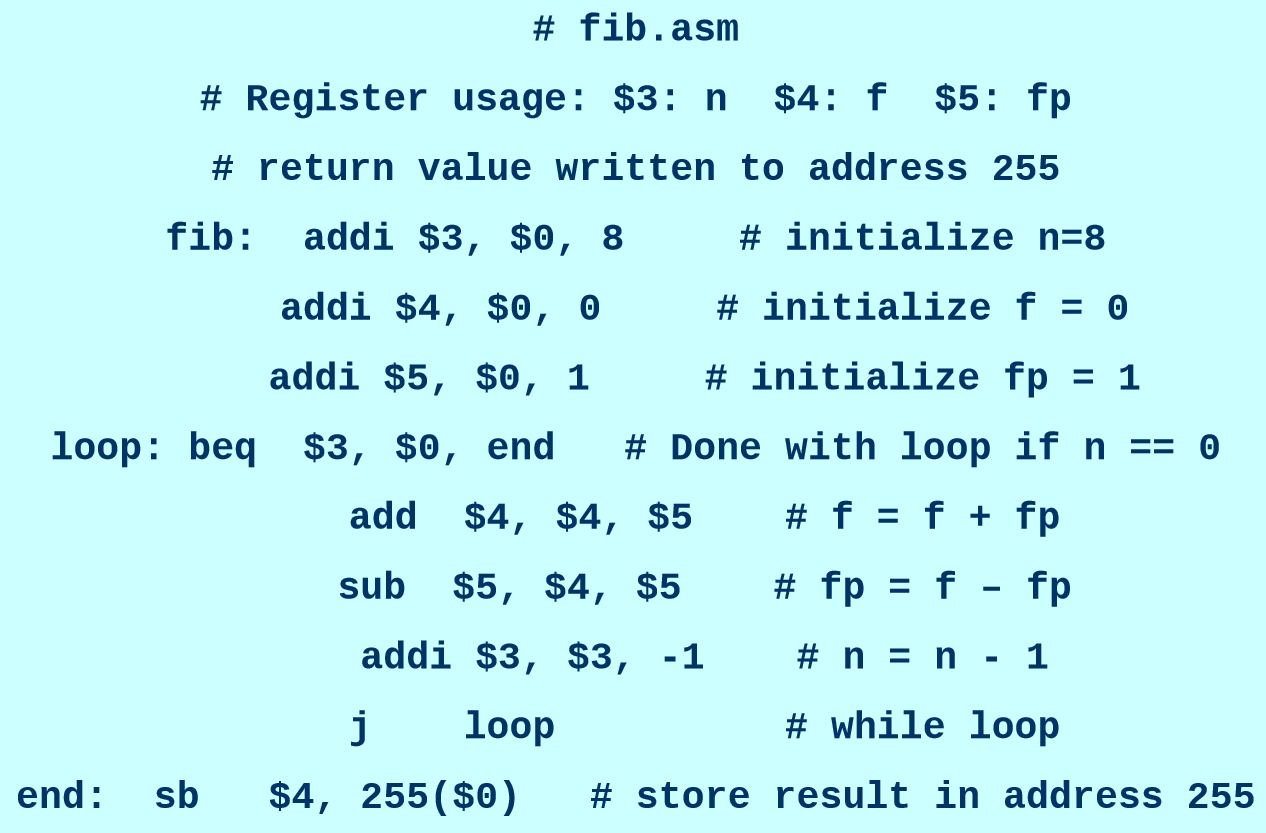 # fib.asm
# Register usage: $3: n  $4: f  $5: fp
# return value written to address 255
fib:  addi $3, $0, 8     # initialize n=8
addi $4, $0, 0     # initialize f = 0
addi $5, $0, 1     # initialize fp = 1
loop: beq  $3, $0, end   # Done with loop if n == 0
add  $4, $4, $5    # f = f + fp
sub  $5, $4, $5    # fp = f – fp
addi $3, $3, -1    # n = n - 1
j    loop          # while loop
end:  sb   $4, 255($0)   # store result in address 255